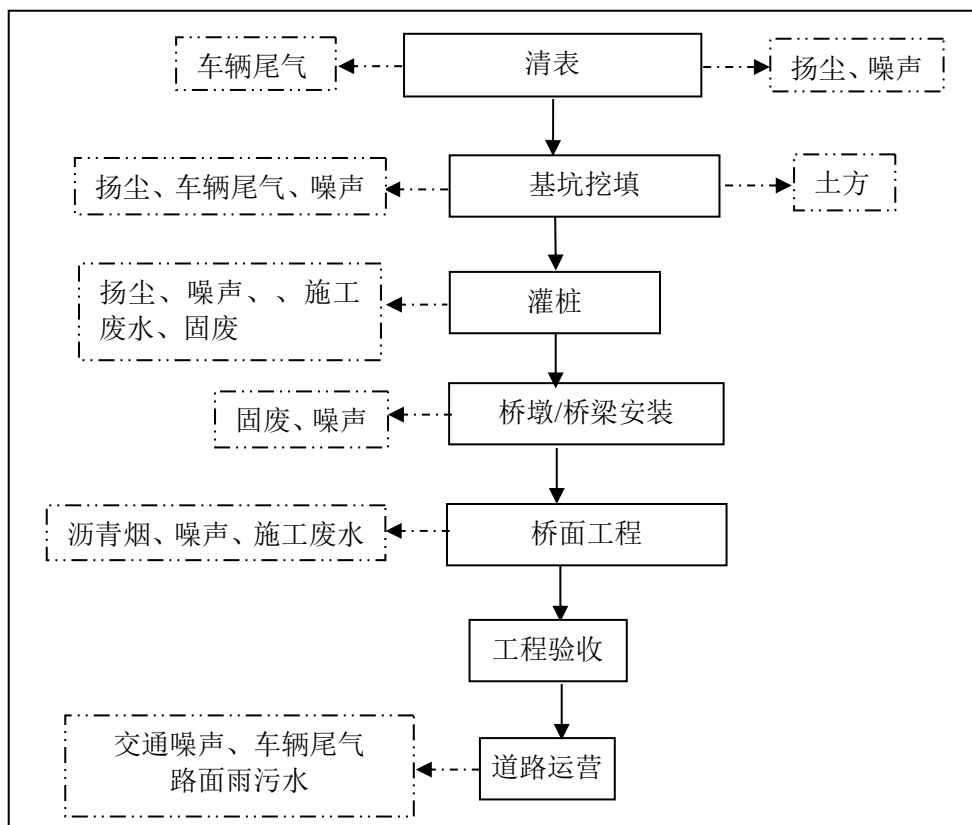 车辆尾气
清表
扬尘、噪声
扬尘、车辆尾气、噪声
基坑挖填
土方
扬尘、噪声、、施工
废水、固废
灌桩
固废、噪声
桥墩/桥梁安装
沥青烟、噪声、施工废水
桥面工程
工程验收
交通噪声、车辆尾气
路面雨污水
道路运营